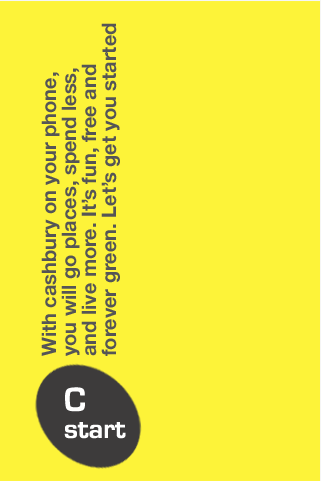 With cashbury on your phone,
you will go places, spend less,
and live more. It's fun, free and
forever green. Let's get you started
C
start